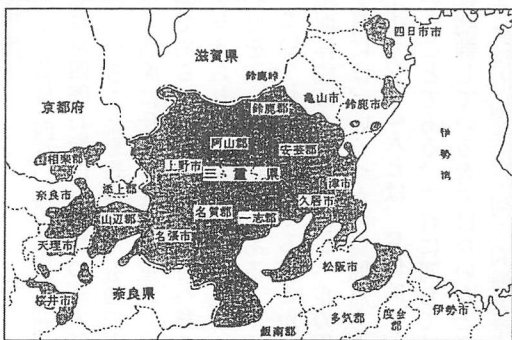 四日市市
滋賀県
鈴鹿峠
亀山市
鈴鹿市
鈴鹿郡
京都府
阿山郡
安芸郡
伊勢湾
相楽郡
上野市
三重県
添上郡
奈良市
津市
久居市
山辺郡
名賀郡
一志郡
天理市
名張市
松阪市
桜井市
奈良県
飯南郡
多気郡
度会郡
伊勢市